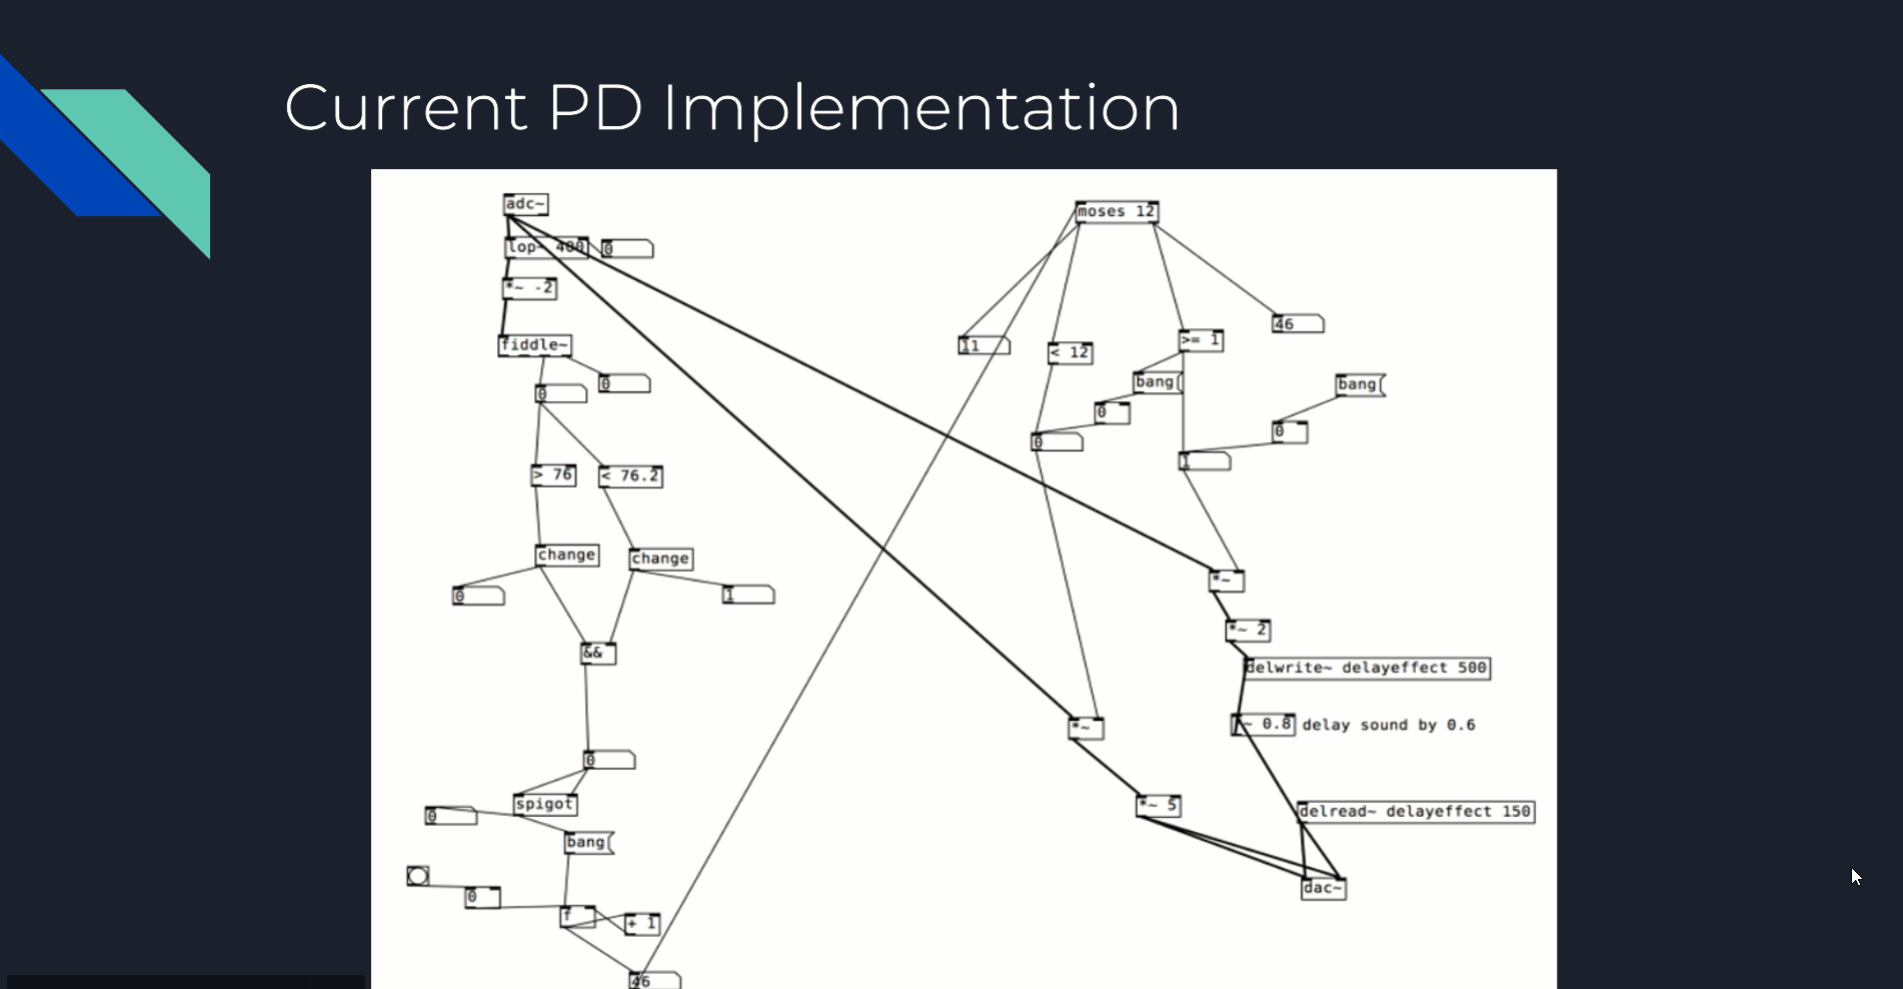 Current PD Implementation
adc~
lop~ 400
0
*~ -2
fiddle~
0
0
> 76
< 76.2
change
change
0
1
&&
0
spigot
0
bang
0
f
+ 1
46
moses 12
11
< 12
>= 1
46
bang
0
0
bang
0
1
*~
*~ 2
delwrite~ delayeffect 500
~ 0.8
delay sound by 0.6
*~
*~ 5
delread~ delayeffect 150
dac~